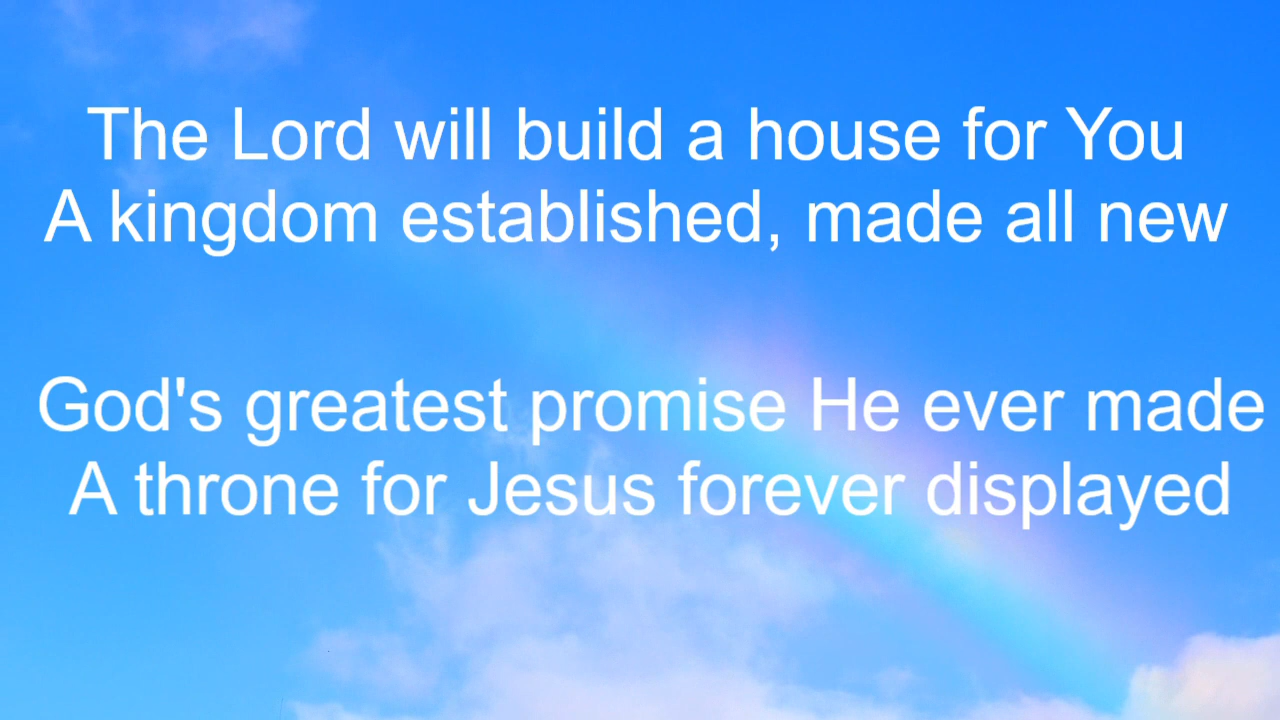 The Lord will build a house for You
A kingdom established, made all new
God's greatest promise He ever made
A throne for Jesus forever displayed